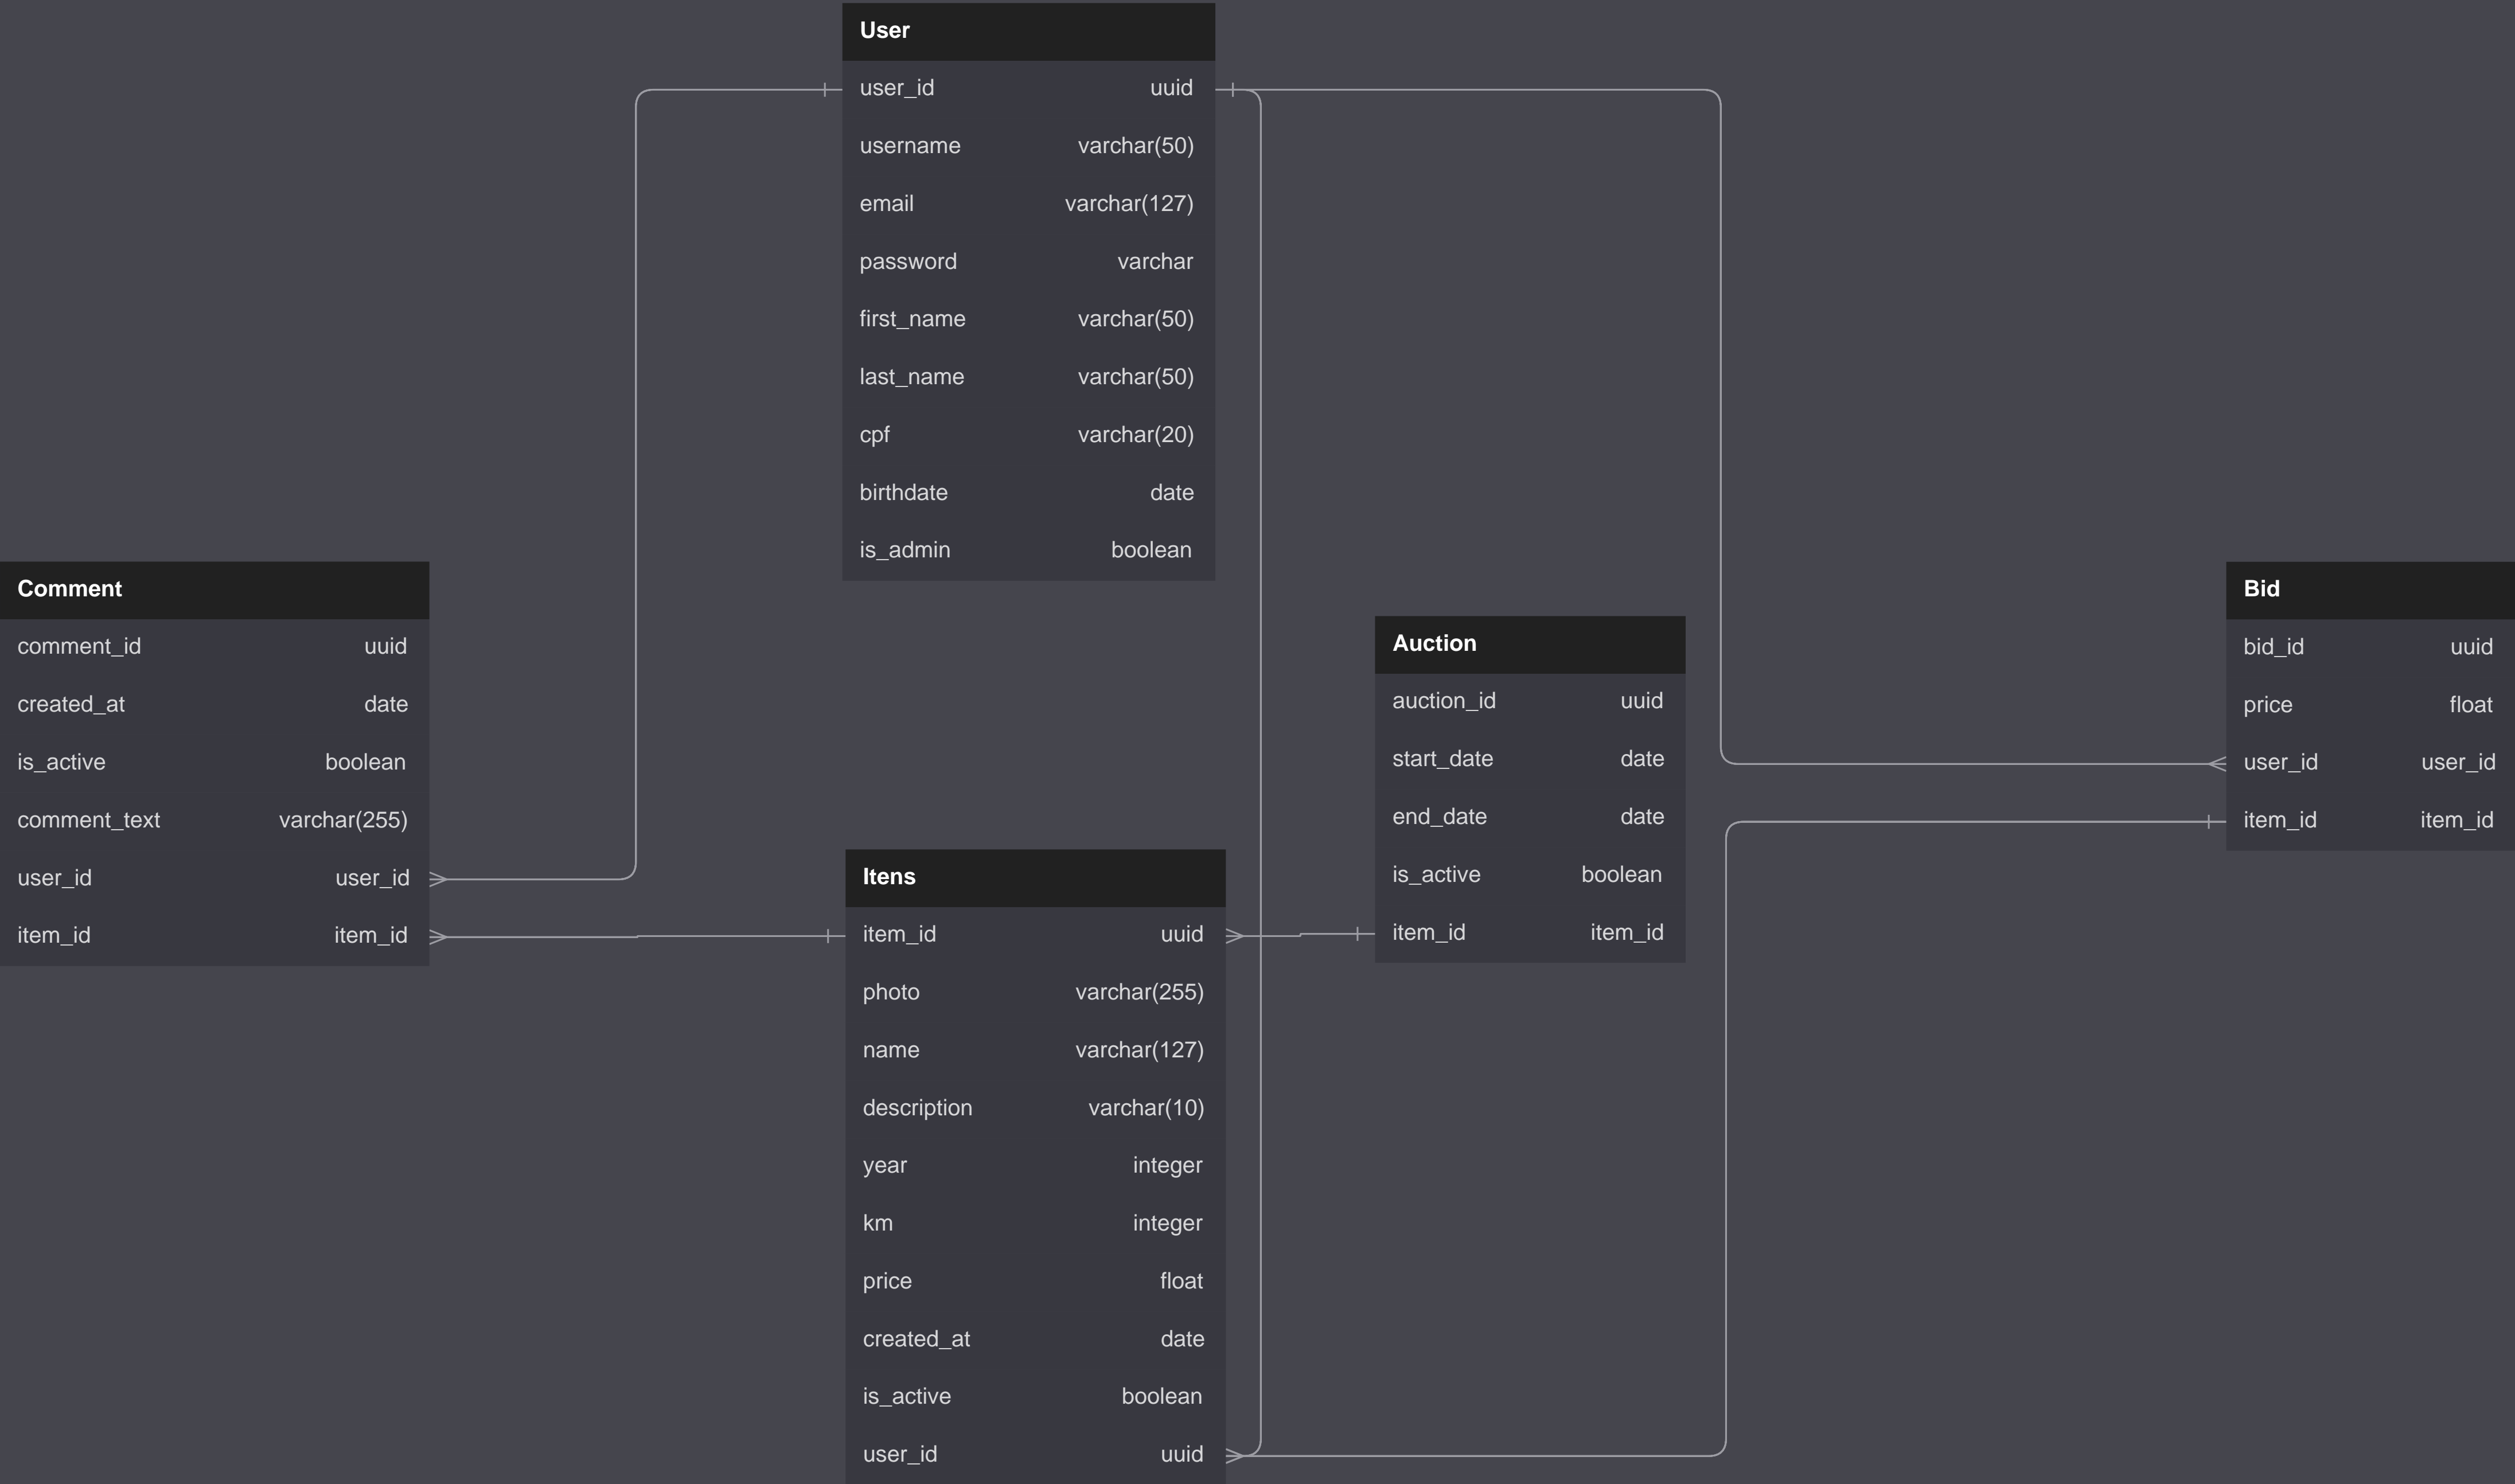 User
user_id uuid
username varchar(50)
email varchar(127)
password varchar
first_name varchar(50)
last_name varchar(50)
cpf varchar(20)
birthdate date
is_admin boolean
Comment
comment_id uuid
created_at date
is_active boolean
comment_text varchar(255)
user_id user_id
item_id item_id
Auction
auction_id uuid
start_date date
end_date date
is_active boolean
item_id item_id
Bid
bid_id uuid
price float
user_id user_id
item_id item_id
Itens
item_id uuid
photo varchar(255)
name varchar(127)
description varchar(10)
year integer
km integer
price float
created_at date
is_active boolean
user_id uuid